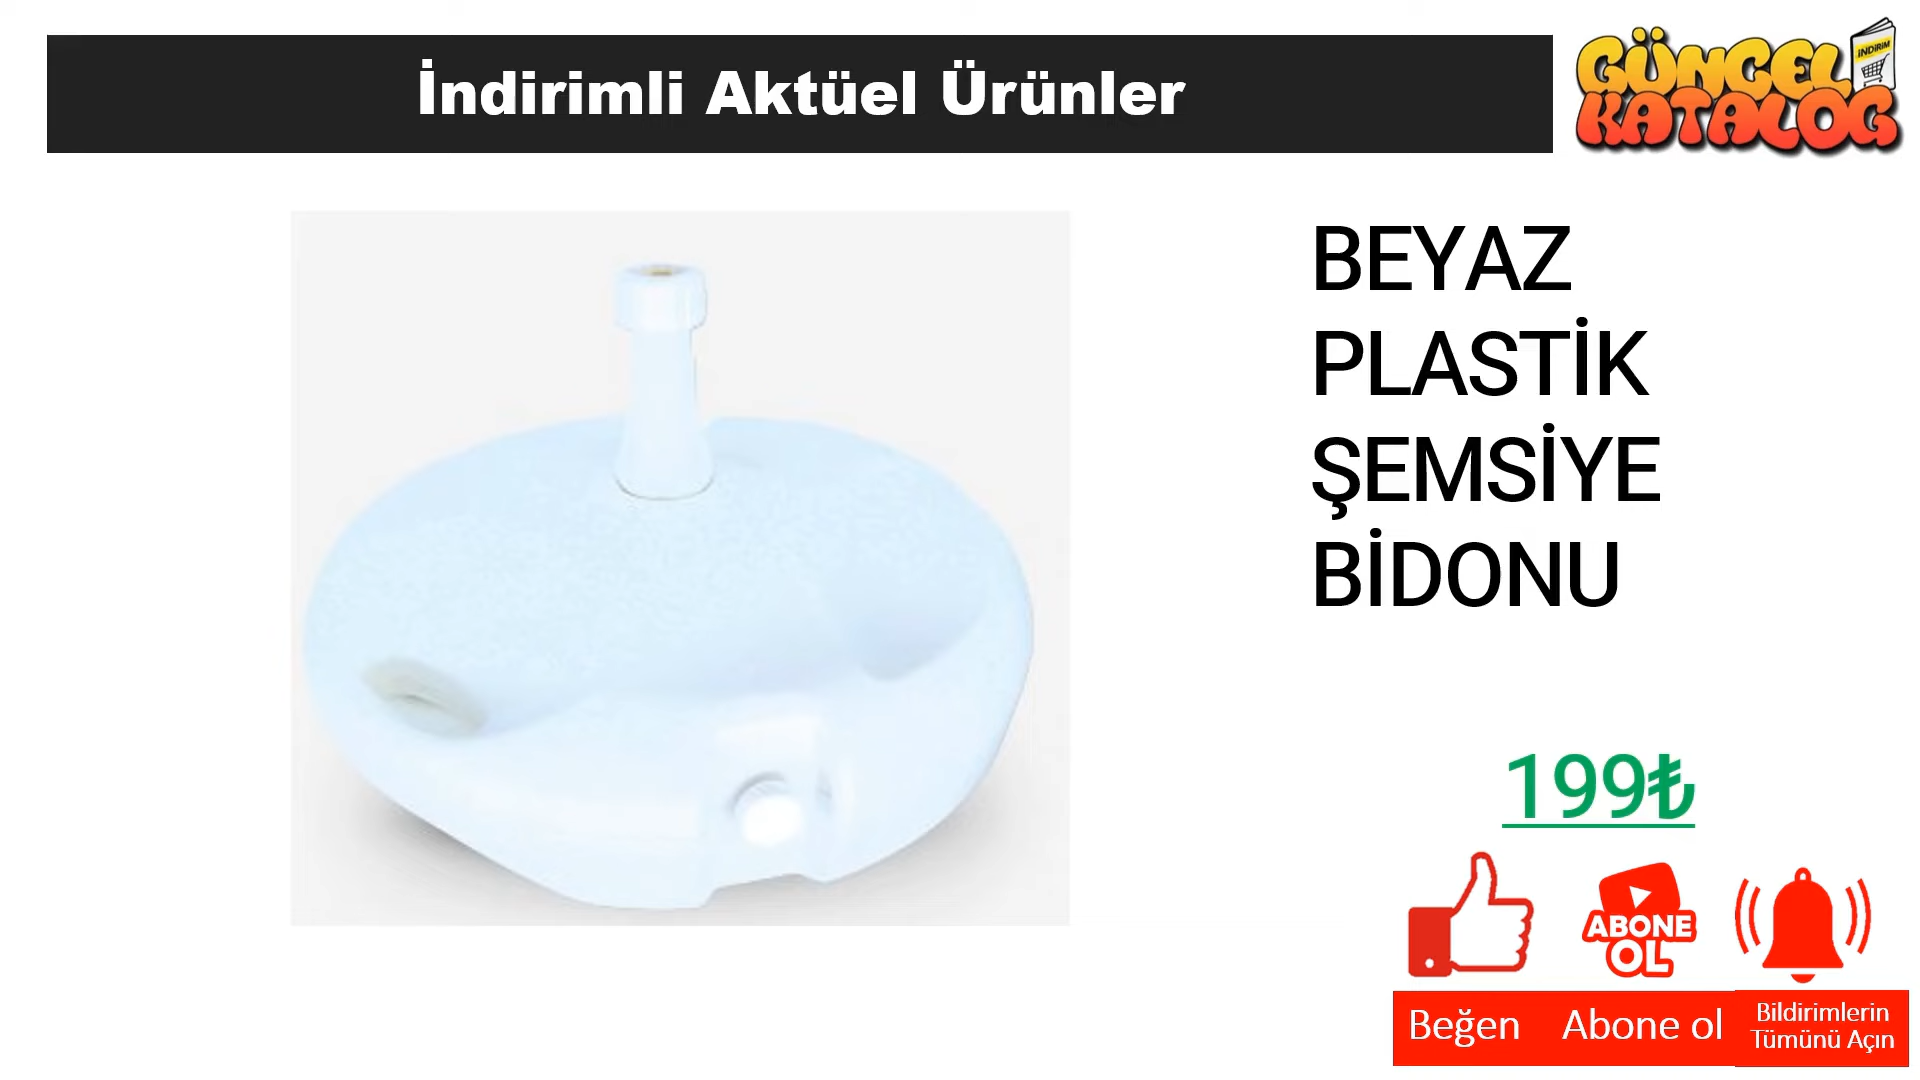 İndirimli Aktüel Ürünler
GÜNCEL
KATALOG
İNDİRİM
BEYAZ
PLASTİK
ŞEMSİYE
BİDONU
199₺
ABONE
OL
Beğen
Abone ol
Bildirimlerin
Tümünü Açın